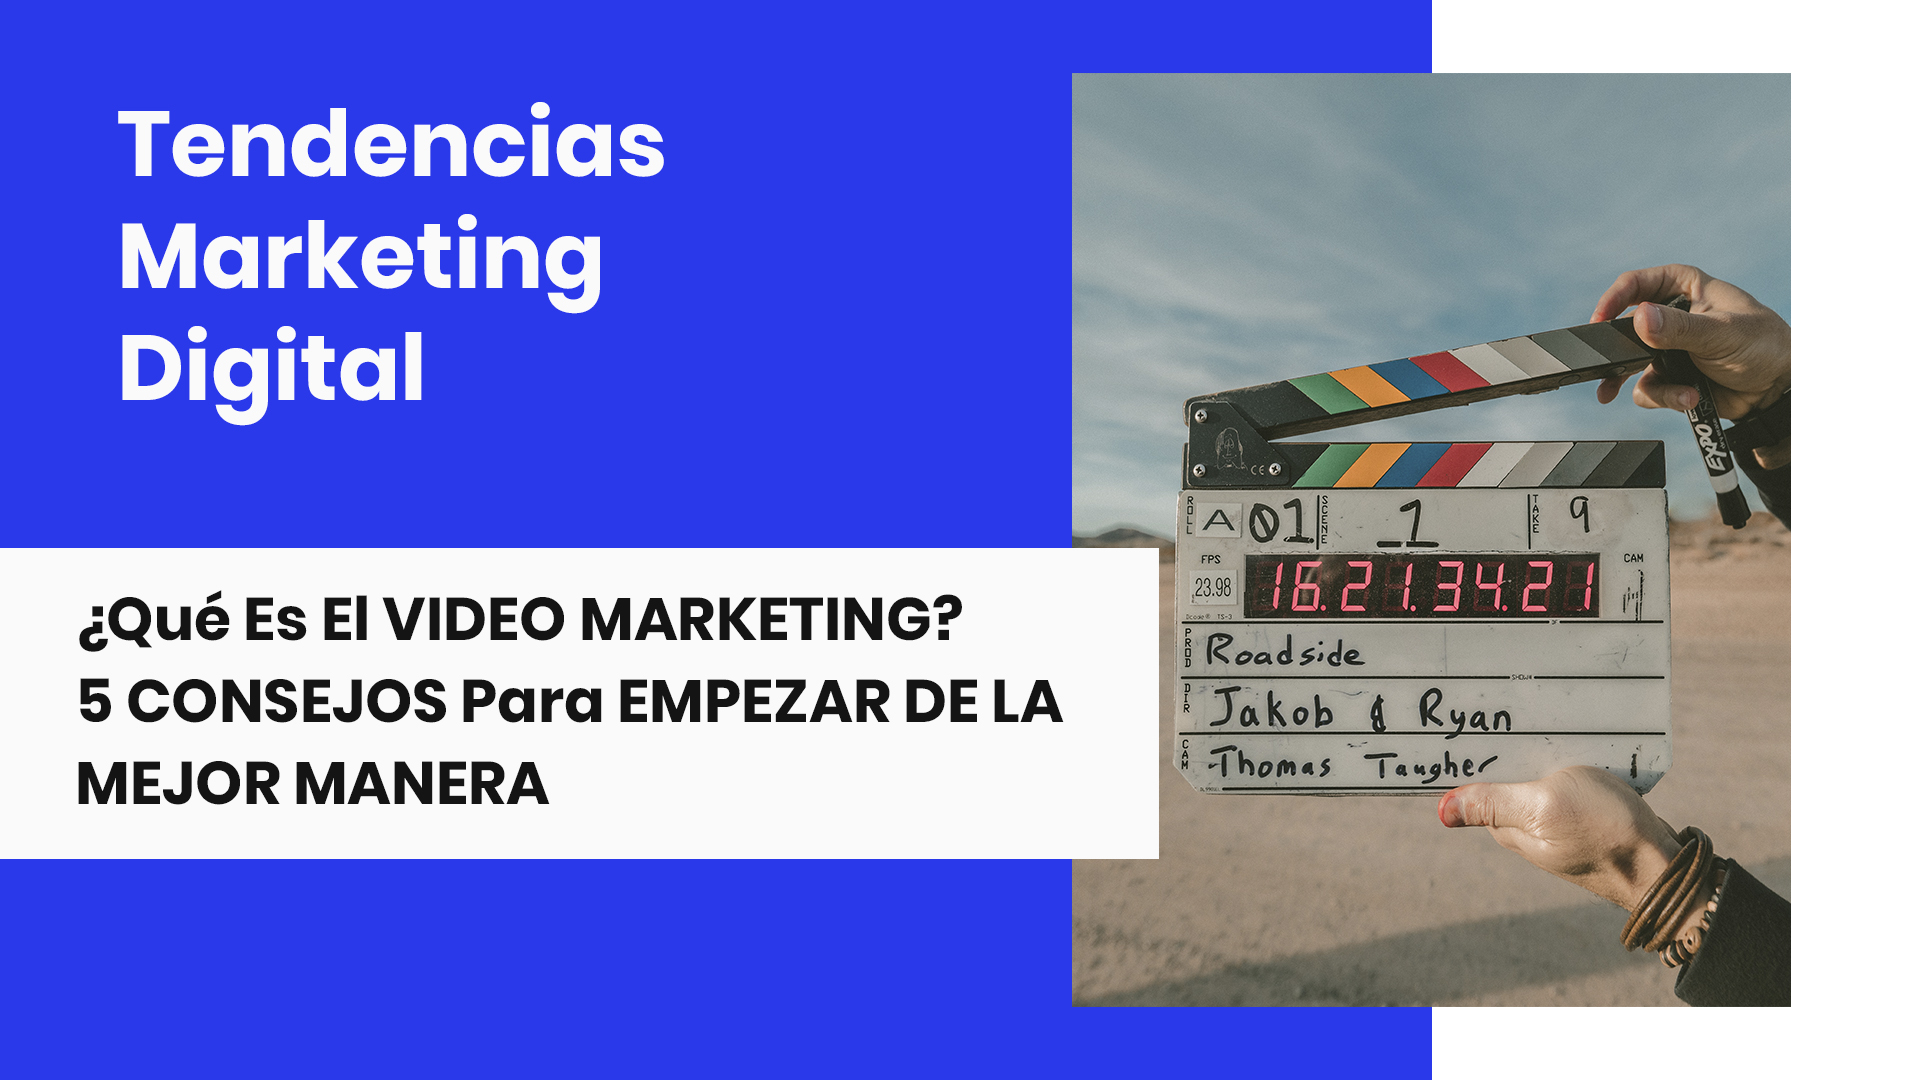 Tendencias
Marketing
Digital
¿Qué Es El VIDEO MARKETING?
5 CONSEJOS Para EMPEZAR DE LA
MEJOR MANERA
EXPO
CE
ROLL A 01 SCENE 1 TAKE 9
FPS CAM
23.98 16.21.34.21
PROD Roadside
DIR Jakob & Ryan
CAM Thomas Taugher